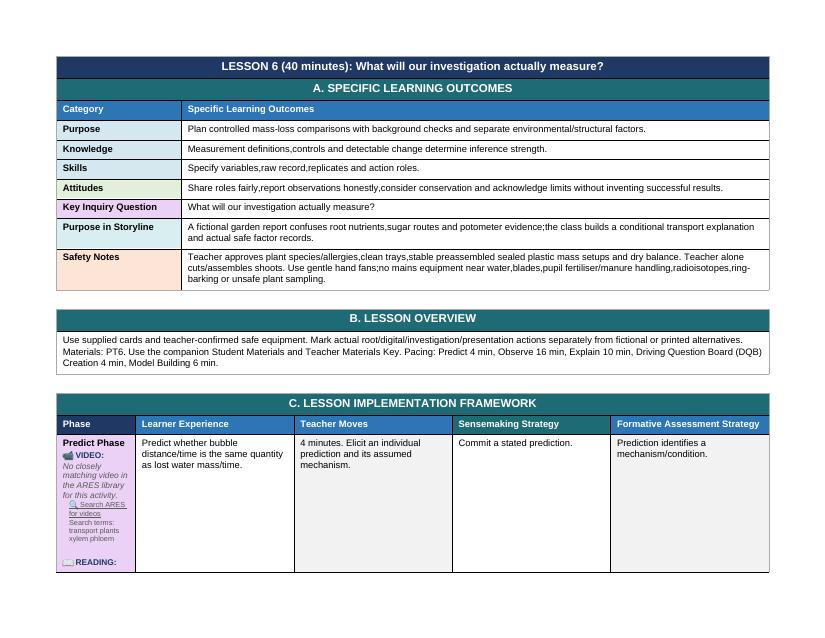 LESSON 6 (40 minutes): What will our investigation actually measure?
A. SPECIFIC LEARNING OUTCOMES
Category
Specific Learning Outcomes
Purpose
Plan controlled mass-loss comparisons with background checks and separate environmental/structural factors.
Knowledge
Measurement definitions,controls and detectable change determine inference strength.
Skills
Specify variables,raw record,replicates and action roles.
Attitudes
Share roles fairly,report observations honestly,consider conservation and acknowledge limits without inventing successful results.
Key Inquiry Question
What will our investigation actually measure?
Purpose in Storyline
A fictional garden report confuses root nutrients,sugar routes and potometer evidence;the class builds a conditional transport explanation
and actual safe factor records.
Safety Notes
Teacher approves plant species/allergies,clean trays,stable preassembled sealed plastic mass setups and dry balance. Teacher alone
cuts/assembles shoots. Use gentle hand fans;no mains equipment near water,blades,pupil fertiliser/manure handling,radioisotopes,ring-
barking or unsafe plant sampling.
B. LESSON OVERVIEW
Use supplied cards and teacher-confirmed safe equipment. Mark actual root/digital/investigation/presentation actions separately from fictional or printed alternatives.
Materials: PT6. Use the companion Student Materials and Teacher Materials Key. Pacing: Predict 4 min, Observe 16 min, Explain 10 min, Driving Question Board (DQB)
Creation 4 min, Model Building 6 min.
C. LESSON IMPLEMENTATION FRAMEWORK
Phase
Learner Experience
Teacher Moves
Sensemaking Strategy
Formative Assessment Strategy
Predict Phase
📹 VIDEO:
No closely
matching video in
the ARES library
for this activity.
🔍 Search ARES
for videos
Search terms:
transport plants
xylem phloem
📖 READING:
Predict whether bubble
distance/time is the same quantity
as lost water mass/time.
4 minutes. Elicit an individual
prediction and its assumed
mechanism.
Commit a stated prediction.
Prediction identifies a
mechanism/condition.